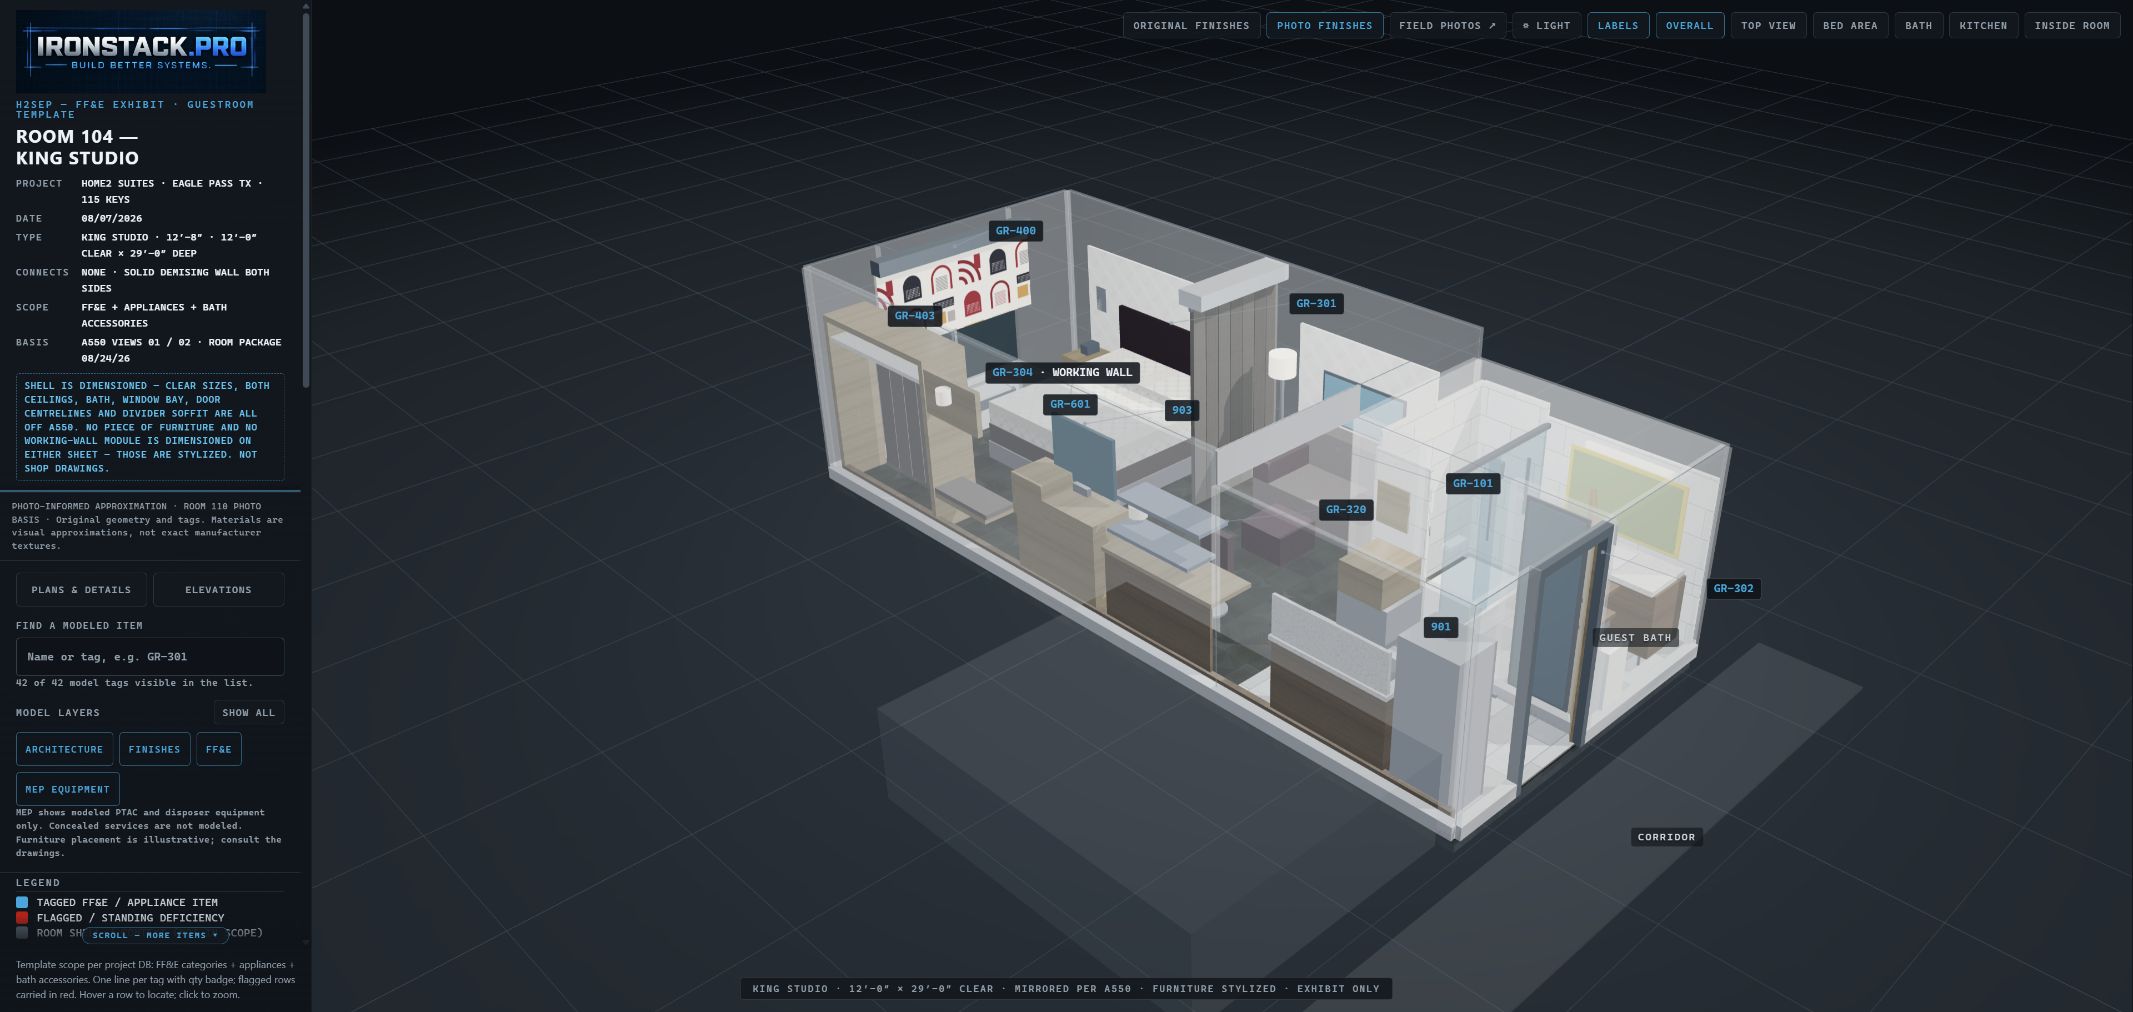 IRONSTACK.PRO
BUILD BETTER SYSTEMS.
H2SEP — FF&E EXHIBIT · GUESTROOM
TEMPLATE
ROOM 104 —
KING STUDIO
PROJECT HOME2 SUITES · EAGLE PASS TX ·
115 KEYS
DATE 08/07/2026
TYPE KING STUDIO · 12′–8″ · 12′–0″
CLEAR × 29′–0″ DEEP
CONNECTS NONE · SOLID DEMISING WALL BOTH
SIDES
SCOPE FF&E + APPLIANCES + BATH
ACCESSORIES
BASIS A550 VIEWS 01 / 02 · ROOM PACKAGE
08/24/26
SHELL IS DIMENSIONED — CLEAR SIZES, BOTH
CEILINGS, BATH, WINDOW BAY, DOOR
CENTRELINES AND DIVIDER SOFFIT ARE ALL
OFF A550. NO PIECE OF FURNITURE AND NO
WORKING-WALL MODULE IS DIMENSIONED ON
EITHER SHEET — THOSE ARE STYLIZED. NOT
SHOP DRAWINGS.
PHOTO-INFORMED APPROXIMATION · ROOM 110 PHOTO
BASIS · Original geometry and tags. Materials are
visual approximations, not exact manufacturer
textures.
PLANS & DETAILS
ELEVATIONS
FIND A MODELED ITEM
Name or tag, e.g. GR-301
42 of 42 model tags visible in the list.
MODEL LAYERS
SHOW ALL
ARCHITECTURE
FINISHES
FF&E
MEP EQUIPMENT
MEP shows modeled PTAC and disposer equipment
only. Concealed services are not modeled.
Furniture placement is illustrative; consult the
drawings.
LEGEND
TAGGED FF&E / APPLIANCE ITEM
FLAGGED / STANDING DEFICIENCY
ROOM SH
SCOPE)
SCROLL — MORE ITEMS ▾
Template scope per project DB: FF&E categories + appliances +
bath accessories. One line per tag with qty badge; flagged rows
carried in red. Hover a row to locate; click to zoom.
ORIGINAL FINISHES
PHOTO FINISHES
FIELD PHOTOS ↗
☼ LIGHT
LABELS
OVERALL
TOP VIEW
BED AREA
BATH
KITCHEN
INSIDE ROOM
GR-400
GR-301
GR-403
GR-304 · WORKING WALL
GR-601
903
GR-101
GR-320
GR-302
901
GUEST BATH
CORRIDOR
KING STUDIO · 12′–0″ × 29′–0″ CLEAR · MIRRORED PER A550 · FURNITURE STYLIZED · EXHIBIT ONLY